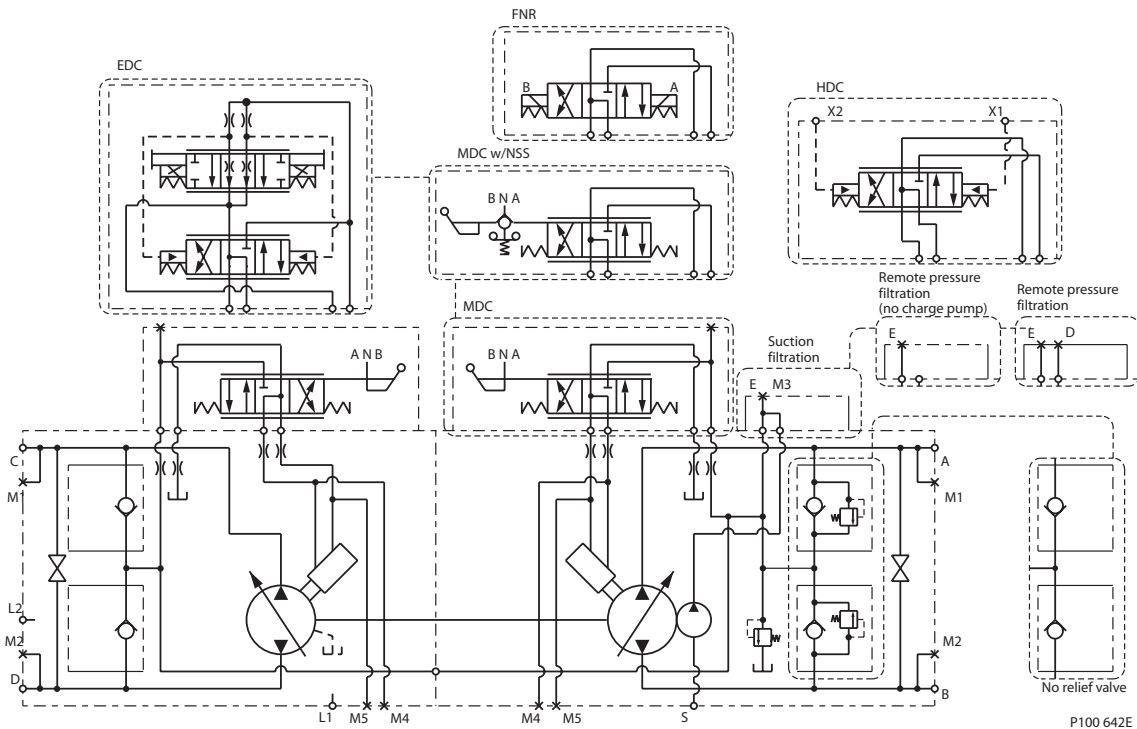 FNR
B
A
EDC
HDC
X2
X1
MDC w/NSS
B N A
Remote pressure
filtration
(no charge pump)
E
Remote pressure
filtration
E
D
MDC
B N A
A N B
Suction
filtration
E
M3
C
M1
L2
M2
D
A
M1
M2
B
L1
M5
M4
M4
M5
S
No relief valve
P100 642E